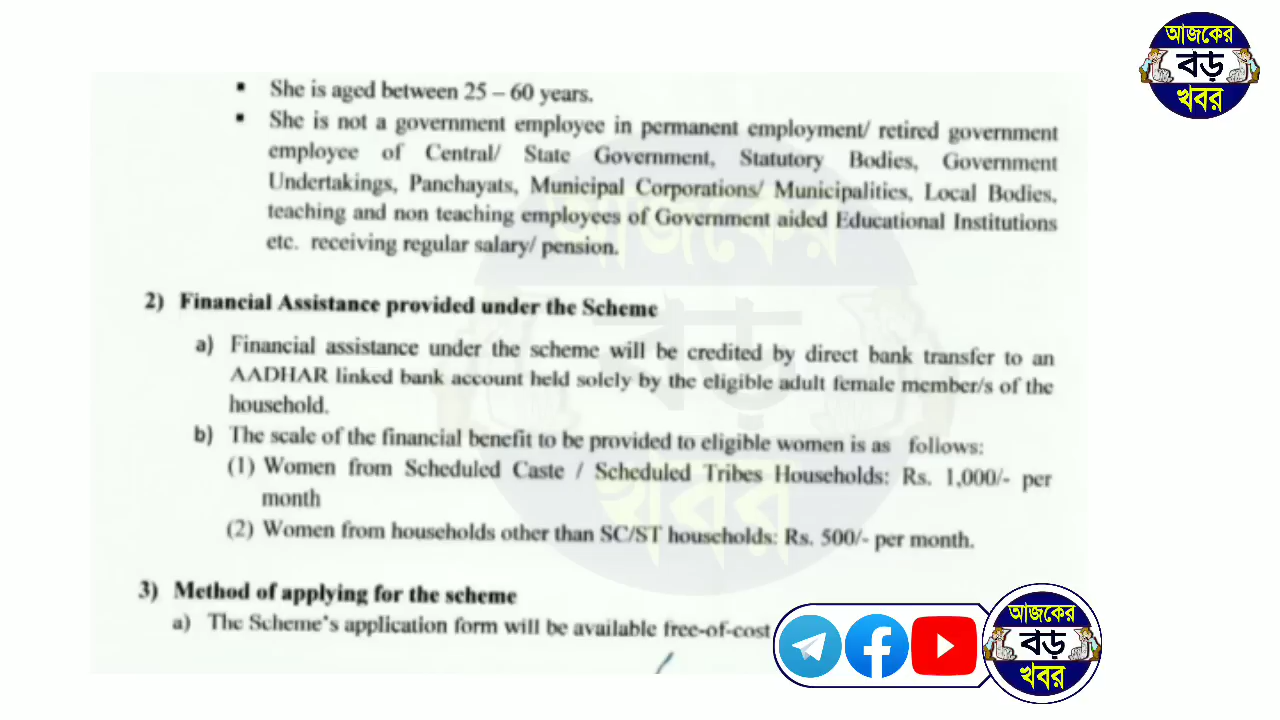 আজকের
বড়
খবর
▪ She is aged between 25 – 60 years.
▪ She is not a government employee in permanent employment/ retired government
employee of Central/ State Government, Statutory Bodies, Government
Undertakings, Panchayats, Municipal Corporations/ Municipalities, Local Bodies,
teaching and non teaching employees of Government aided Educational Institutions
etc. receiving regular salary/ pension.
2) Financial Assistance provided under the Scheme
a) Financial assistance under the scheme will be credited by direct bank transfer to an
AADHAR linked bank account held solely by the eligible adult female member/s of the
household.
b) The scale of the financial benefit to be provided to eligible women is as follows:
(1) Women from Scheduled Caste / Scheduled Tribes Households: Rs. 1,000/- per
month
(2) Women from households other than SC/ST households: Rs. 500/- per month.
3) Method of applying for the scheme
a) The Scheme's application form will be available free-of-cost
আজকের
বড়
খবর
আজকের
বড়
খবর